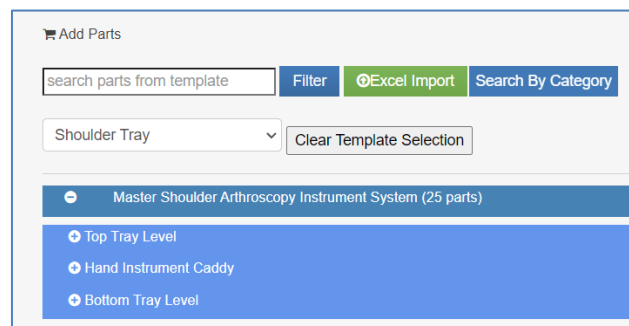 Add Parts
search parts from template Filter Excel Import Search By Category
Shoulder Tray Clear Template Selection
Master Shoulder Arthroscopy Instrument System (25 parts)
Top Tray Level
Hand Instrument Caddy
Bottom Tray Level